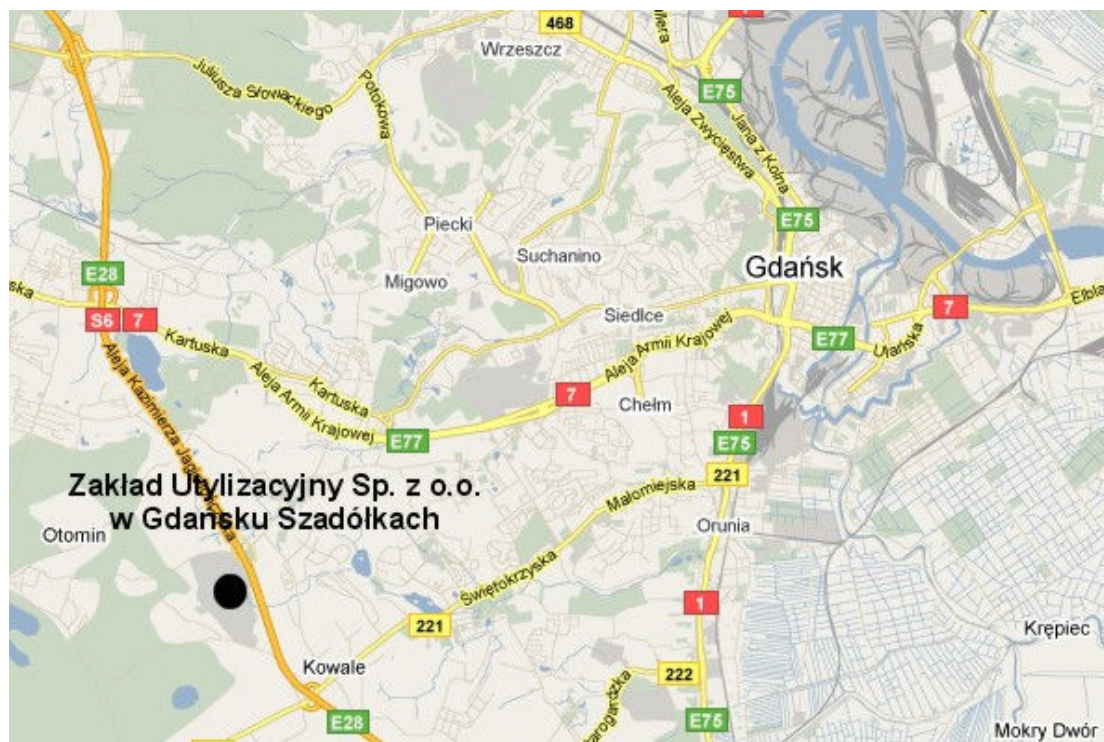 468
Wrzeszcz
Juliusza Słowackiego
Potokowa
E75
Aleja Zwycięstwa
Jana z Kolna
Piecki
E75
Suchanino
Gdańsk
E28
Migowo
S6
7
Siedlce
7
Kartuska
Aleja Armii Krajowej
E77
Ułańska
Aleja Kazimierza Jagiellończyka
Aleja Armii Krajowej
Kartuska
7
Chełm
1
E77
E75
Zakład Utylizacyjny Sp. z o.o.
w Gdańsku Szadółkach
Małomiejska
221
Otomin
Orunia
Świętokrzyska
1
221
Krępiec
Kowale
222
E28
E75
Mokry Dwór